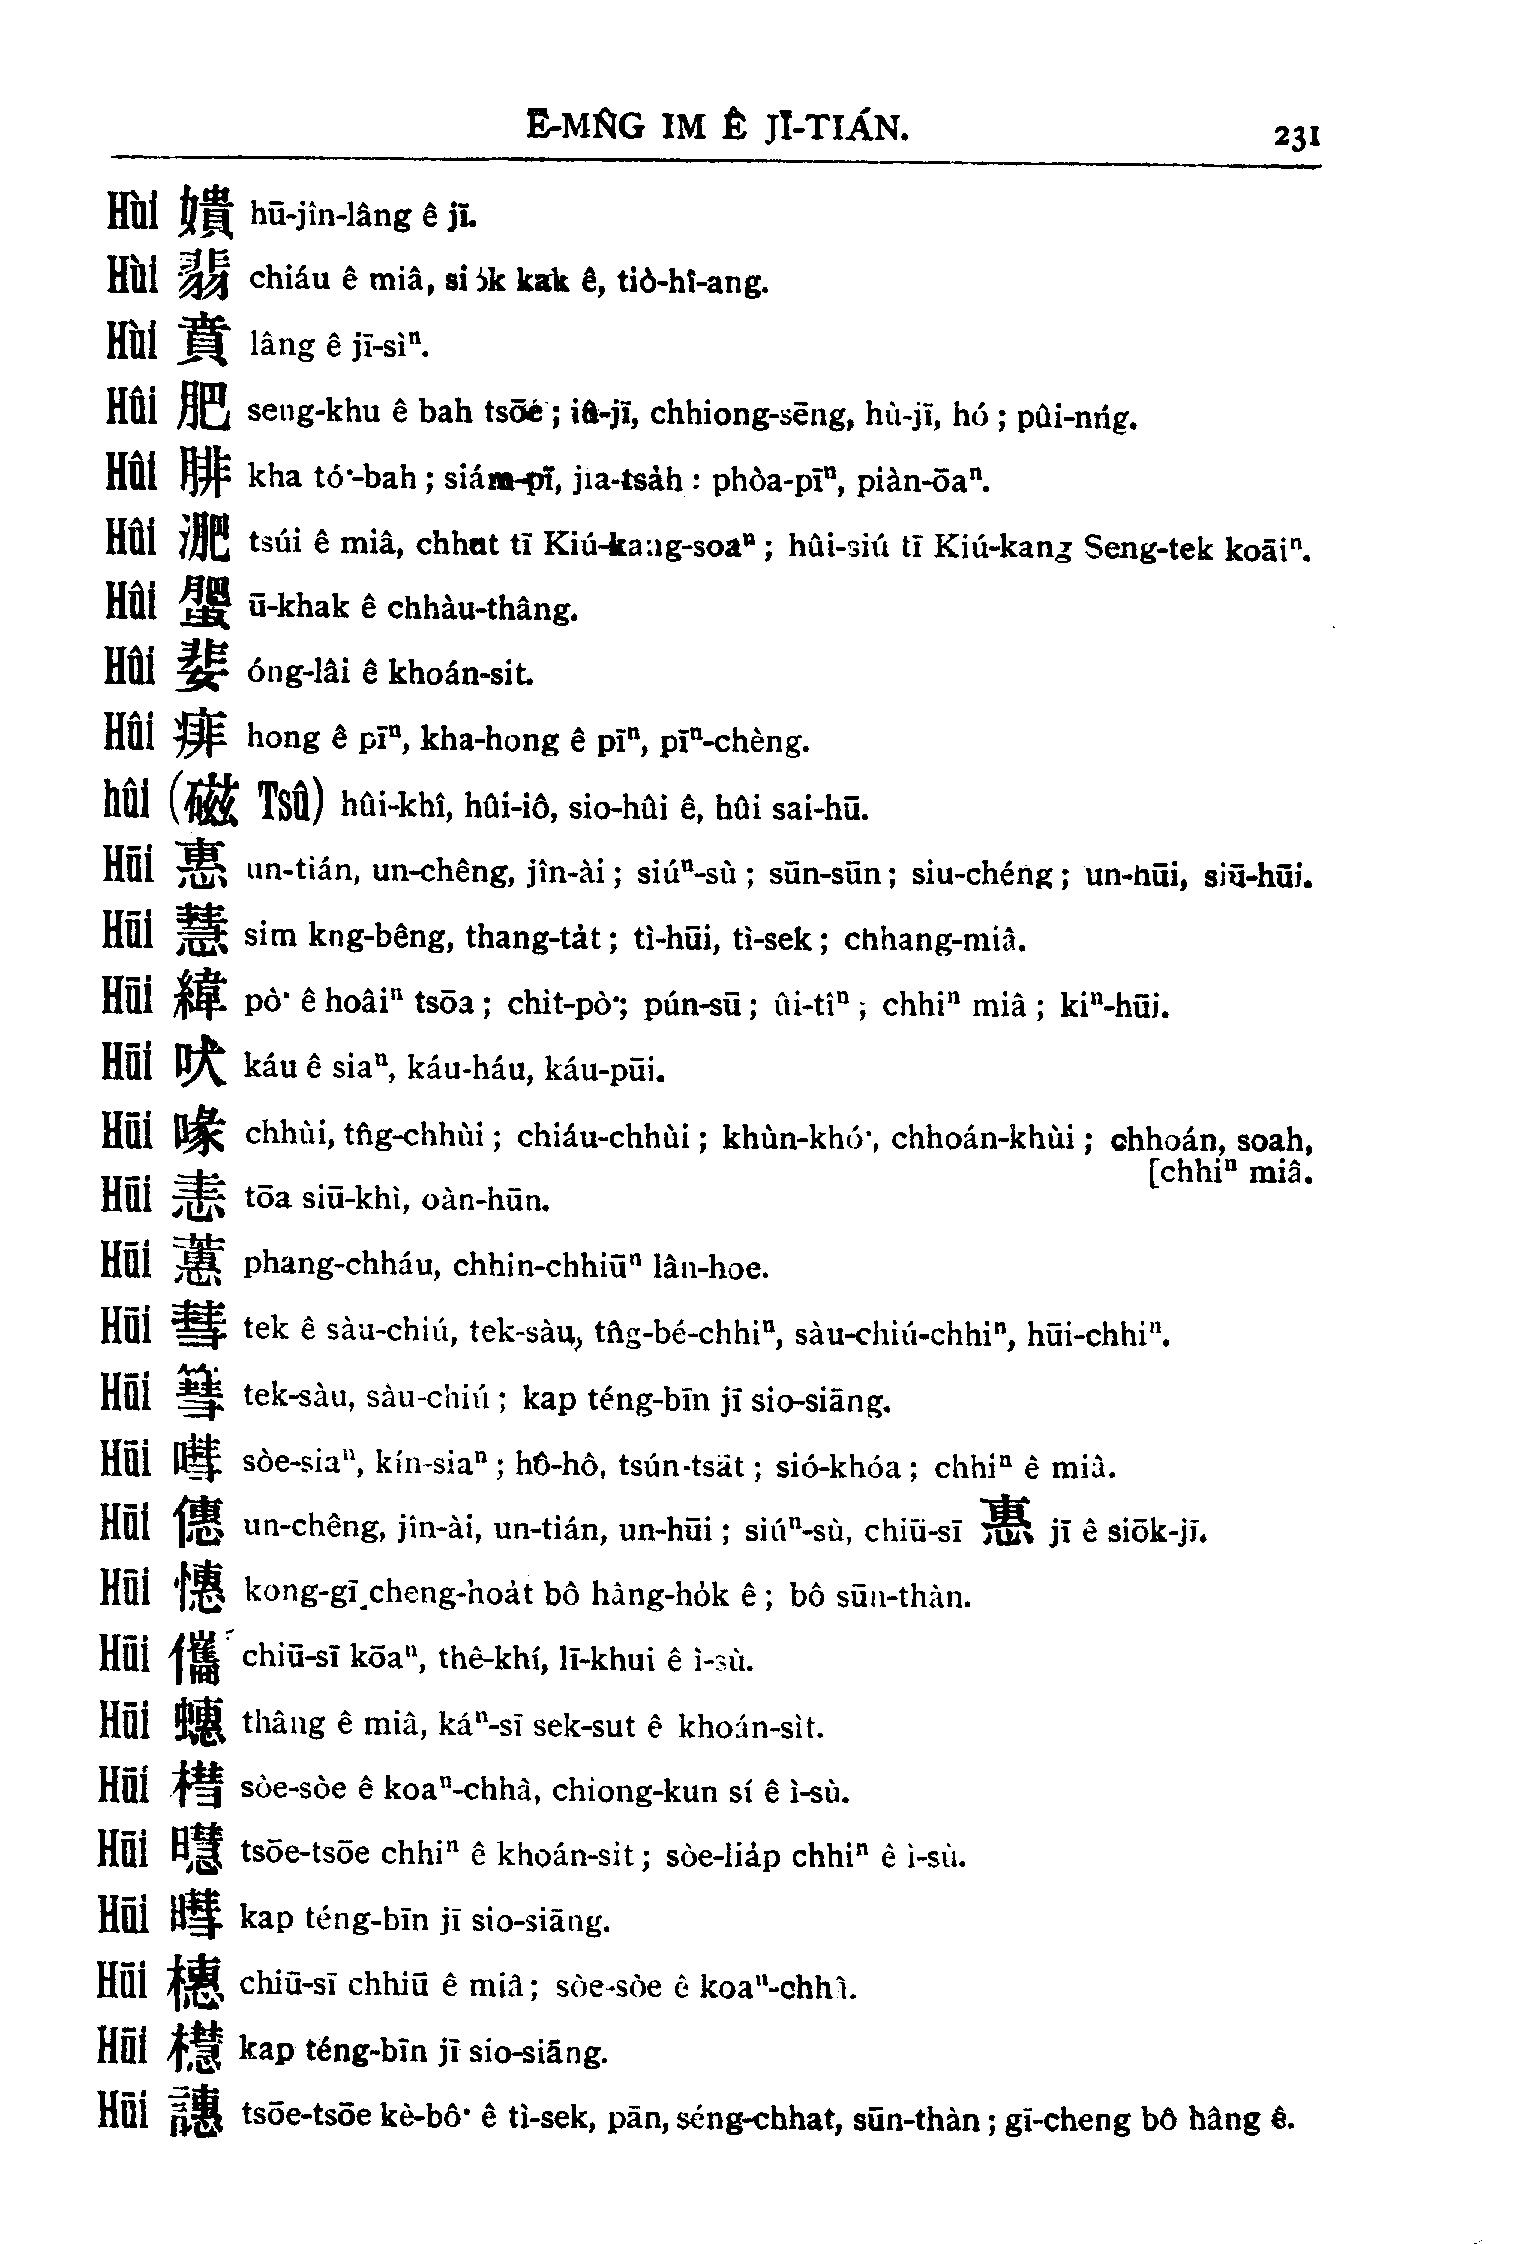 E-MN̂G IM Ê JĪ-TIÁN. 231
Hùi 嬇 hū-jîn-lâng ê jī.
Hùi 翡 chiáu ê miâ, kak ê, tiò-hî-ang.
Hùi 賁 lâng ê jī-sìⁿ.
Hûi 肥 seng-khu ê bah tsōe; iû-jī, chhiong-sēng, hù-jī, hó; pûi-nńg.
Hûi 腓 kha tó·-bah; siám-pī, jia-tsa̍h: phòa-pīⁿ, piàn-ōaⁿ.
Hûi 淝 tsúi ê miâ, chhut tī Kiú-kang-soaⁿ; hûi-siú tī Kiú-kang Seng-tek koāiⁿ.
Hûi 蜰 ū-khak ê chhàu-thâng.
Hûi 婓 óng-lâi ê khoán-sit.
Hûi 痱 hong ê pīⁿ, kha-hong ê pīⁿ, pīⁿ-chèng.
hûi (磁 Tsû) hûi-khî, hûi-iô, sio-hûi ê, hûi sai-hū.
Hūi 惠 un-tián, un-chêng, jîn-ài; siúⁿ-sù; sūn-sūn; siu-chéng; un-hūi, siū-hūi.
Hūi 慧 sim kng-bêng, thang-ta̍t; tì-hūi, tì-sek; chhang-miâ.
Hūi 緯 pò· ê hoâiⁿ tsōa; chit-pò·; pún-sū; ûi-tîⁿ; chhiⁿ miâ; kiⁿ-hūi.
Hūi 吠 káu ê siaⁿ, káu-háu, káu-pūi.
Hūi 喙 chhùi, tn̂g-chhùi; chiáu-chhùi; khùn-khó·, chhoán-khùi; chhoán, soah,
[chhiⁿ miâ.
Hūi 恚 tōa siū-khì, oàn-hūn.
Hūi 蕙 phang-chháu, chhin-chhiūⁿ lân-hoe.
Hūi 彗 tek ê sàu-chiú, tek-sàu, tn̂g-bé-chhiⁿ, sàu-chiú-chhiⁿ, hūi-chhiⁿ.
Hūi 篲 tek-sàu, sàu-chiú; kap téng-bīn jī sio-siāng.
Hūi 嘒 sòe-siaⁿ, kín-siaⁿ; hô-hô, tsún-tsa̍t; sió-khóa; chhiⁿ ê miâ.
Hūi 僡 un-chêng, jîn-ài, un-tián, un-hūi; siúⁿ-sù, chiū-sī 惠 jī ê siōk-jī.
Hūi 憓 kong-gī cheng-hoa̍t bô hâng-ho̍k ê; bô sūn-thàn.
Hūi 儶 chiū-sī kōaⁿ, thê-khí, lī-khui ê ì-sù.
Hūi 蟪 thâng ê miâ, káⁿ-sī sek-sut ê khoán-sìt.
Hūi 槥 sòe-sòe ê koaⁿ-chhâ, chiong-kun sí ê ì-sù.
Hūi 暳 tsōe-tsōe chhiⁿ ê khoán-sit; sòe-lia̍p chhiⁿ ê ì-sù.
Hūi 暳 kap téng-bīn jī sio-siāng.
Hūi 橞 chiū-sī chhiū ê miâ; sòe-sòe ê koaⁿ-chhâ.
Hūi 櫘 kap téng-bīn jī sio-siāng.
Hūi 譓 tsōe-tsōe kè-bô· ê tì-sek, pān, séng-chhat, sūn-thàn; gī-cheng bô hâng ê.